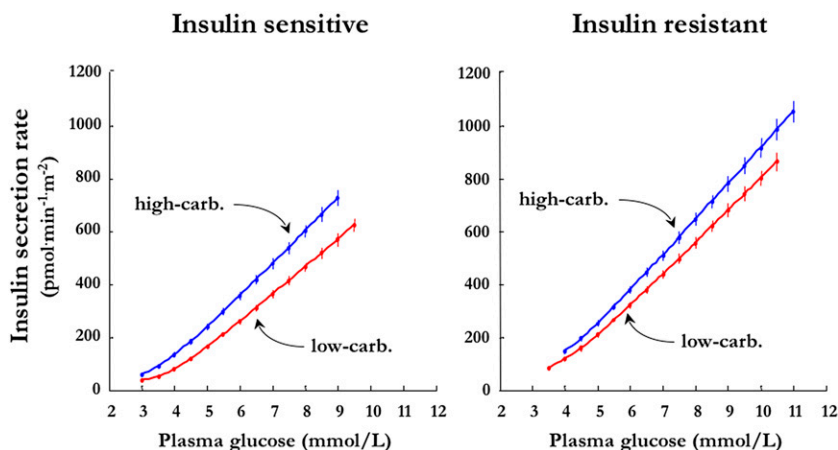 Insulin sensitive
Insulin resistant
Insulin secretion rate
(pmol·min-1·m-2)
1200
1000
800
600
400
200
0
high-carb.
low-carb.
2 3 4 5 6 7 8 9 10 11 12
Plasma glucose (mmol/L)
1200
1000
800
600
400
200
0
high-carb.
low-carb.
2 3 4 5 6 7 8 9 10 11 12
Plasma glucose (mmol/L)